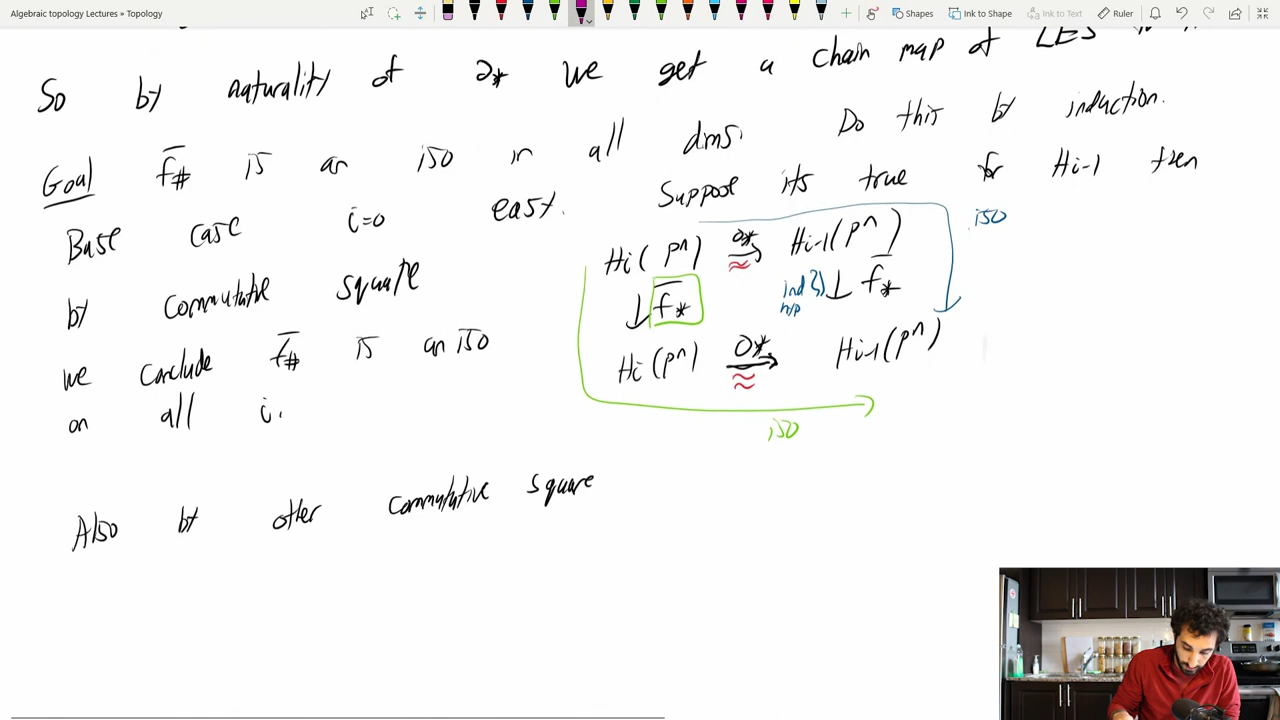 Algebraic topology Lectures » Topology
Shapes Ink to Shape Ink to Text Ruler
So by naturality of ∂* we get a chain map of LES
Goal f̄# is an iso in all dms. Do this by induction.
Base case i=0 easy. Suppose its true for Hi-1 then
by commutative square
we conclude f̄# is an iso
on all i.
Hi(Pⁿ) ∂* ≈ → Hi-1(Pⁿ) iso
↓ f̄* ind hyp ↓ f̄*
Hi(Pⁿ) ∂* ≈ → Hi-1(Pⁿ)
iso
Also by other commutative square